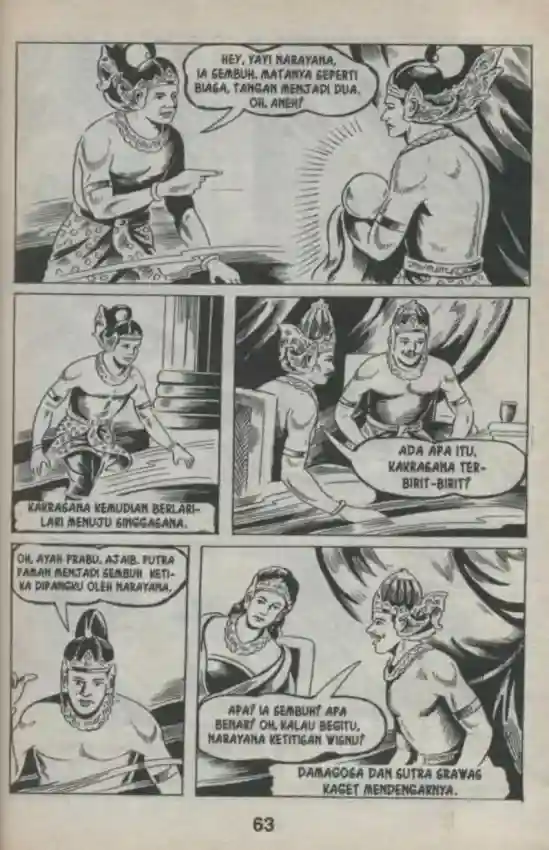 HEY, YAYI NARAYANA,
IA SEMBUH. MATANYA SEPERTI
BIASA, TANGAN MENJADI DUA.
OH, ANEH!
KAKRASANA KEMUDIAN BERLARI-
LARI MENUJU SINGGASANA.
ADA APA ITU,
KAKRASANA TER-
BIRIT-BIRIT?
OH, AYAH PRABU, AJAIB. PUTRA
PAMAN MENJADI SEMBUH KETI-
KA DIPANGKU OLEH NARAYANA.
APA? IA SEMBUH? APA
BENAR? OH, KALAU BEGITU,
NARAYANA KETITISAN WISNU?
DAMAGOSA DAN SUTRA SRAWAS
KAGET MENDENGARNYA.
63